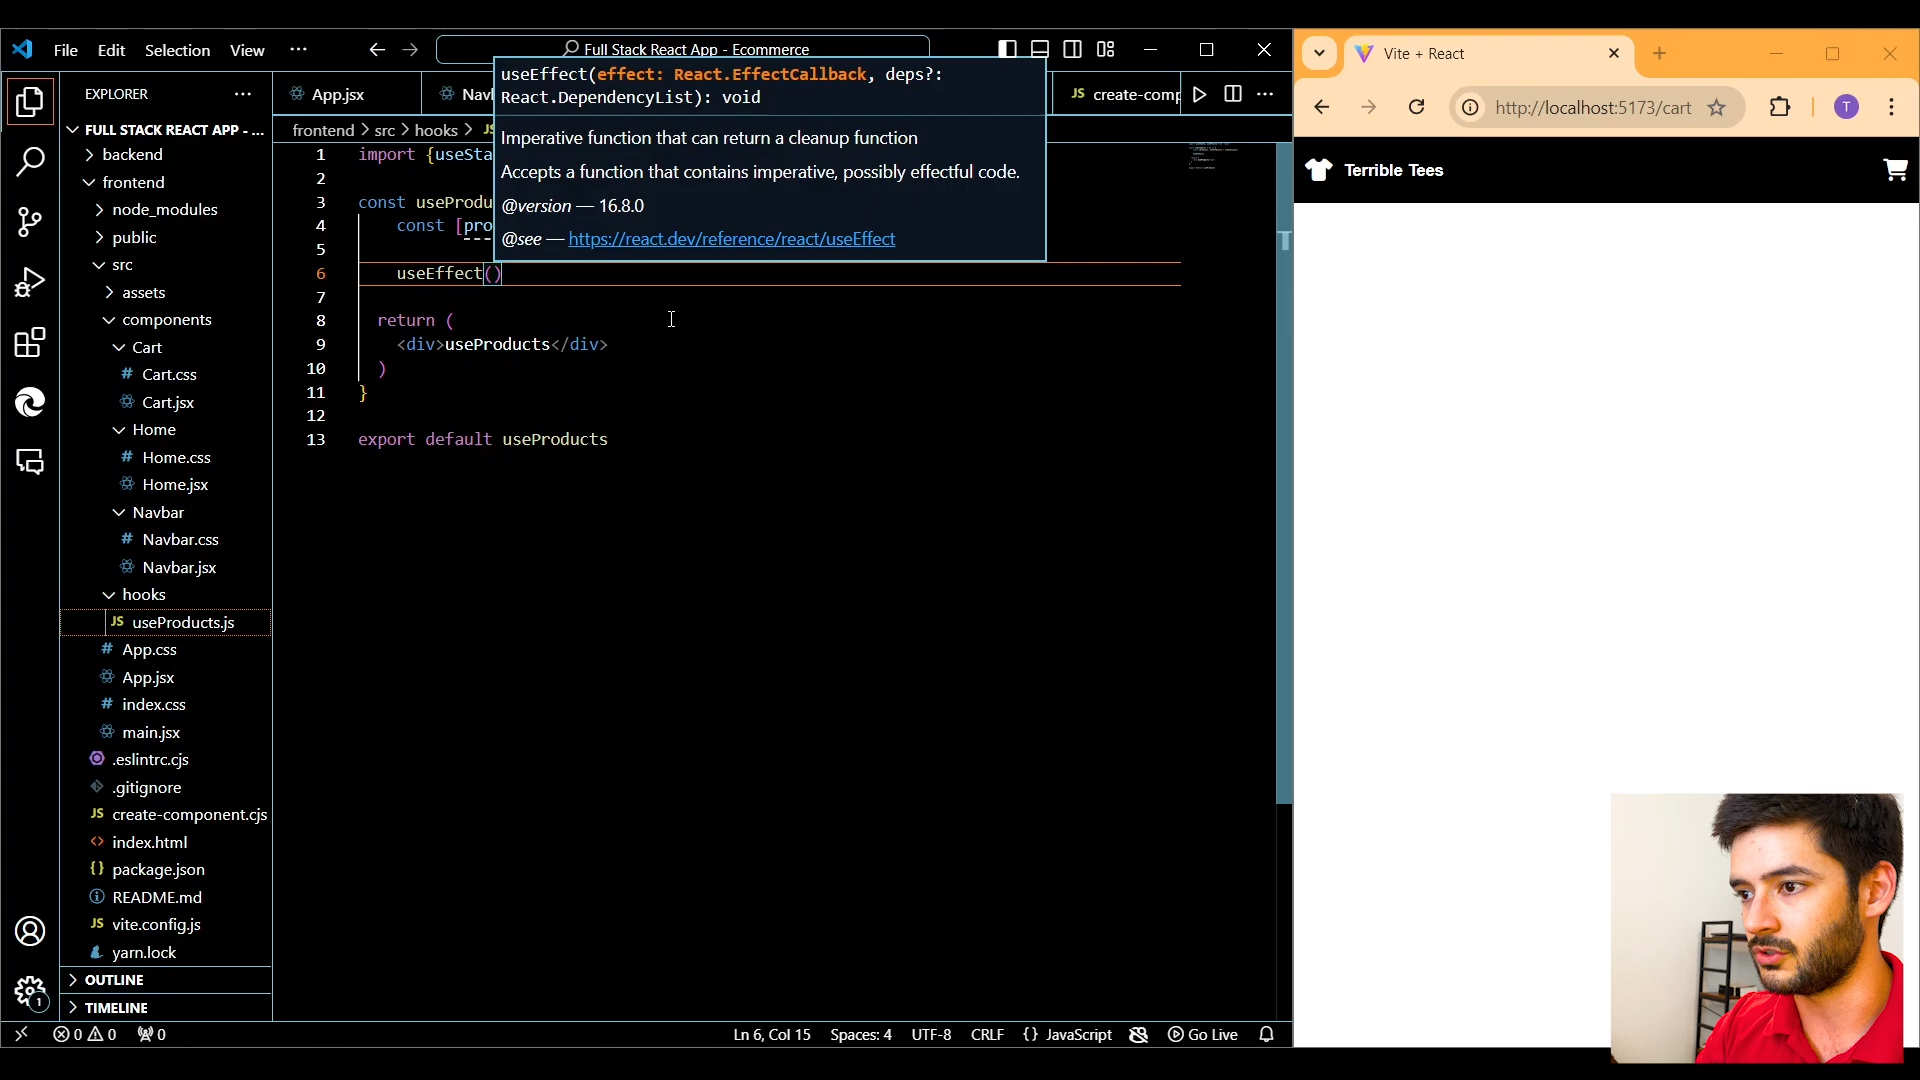 File Edit Selection View ···
Full Stack React App - Ecommerce
EXPLORER ···
FULL STACK REACT APP - ...
backend
frontend
node_modules
public
src
assets
components
Cart
# Cart.css
Cart.jsx
Home
# Home.css
Home.jsx
Navbar
# Navbar.css
Navbar.jsx
hooks
JS useProducts.js
# App.css
App.jsx
# index.css
main.jsx
.eslintrc.cjs
.gitignore
JS create-component.cjs
<> index.html
{} package.json
README.md
JS vite.config.js
yarn.lock
OUTLINE
TIMELINE
App.jsx
JS create-comp
frontend > src > hooks >
useEffect(effect: React.EffectCallback, deps?:
React.DependencyList): void
Imperative function that can return a cleanup function
Accepts a function that contains imperative, possibly effectful code.
@version — 16.8.0
@see — https://react.dev/reference/react/useEffect
1 import {useSta
2
3 const useProdu
4 const [pro
5
6 useEffect()
7
8 return (
9 <div>useProducts</div>
10 )
11 }
12
13 export default useProducts
0 0 0
Ln 6, Col 15 Spaces: 4 UTF-8 CRLF {} JavaScript Go Live
1
Vite + React
http://localhost:5173/cart
T
Terrible Tees